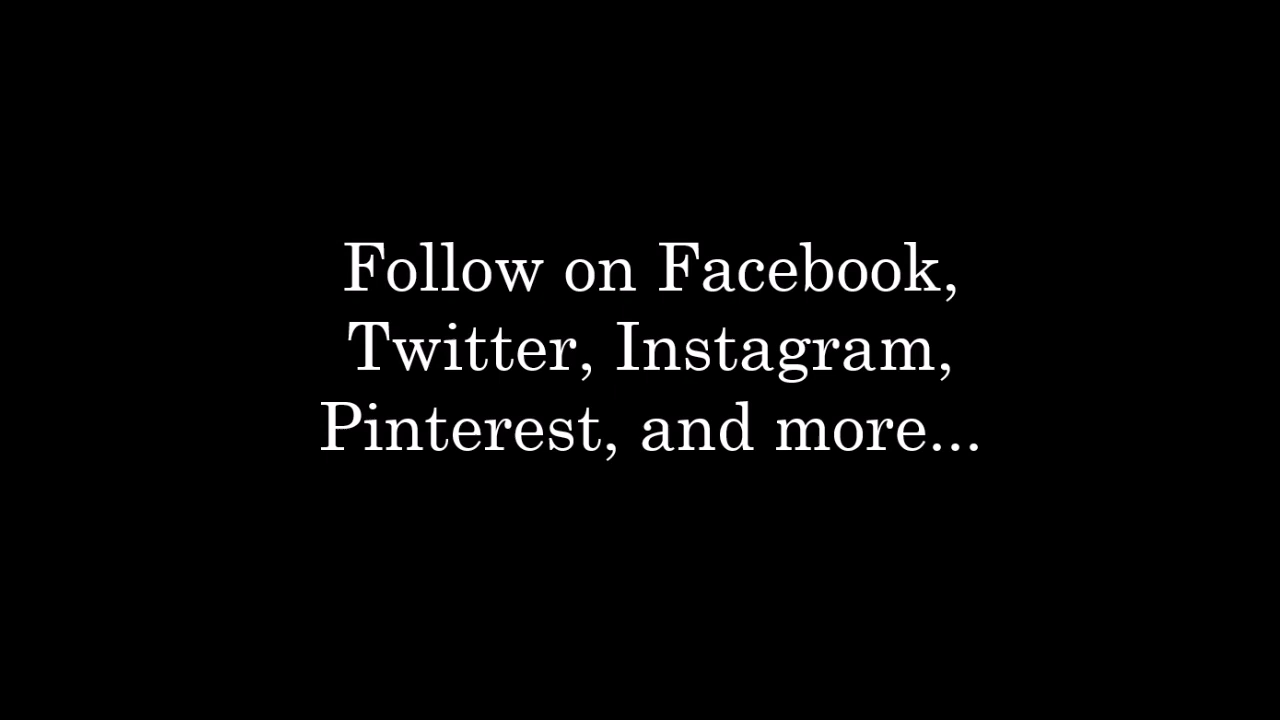 Follow on Facebook,
Twitter, Instagram,
Pinterest, and more...